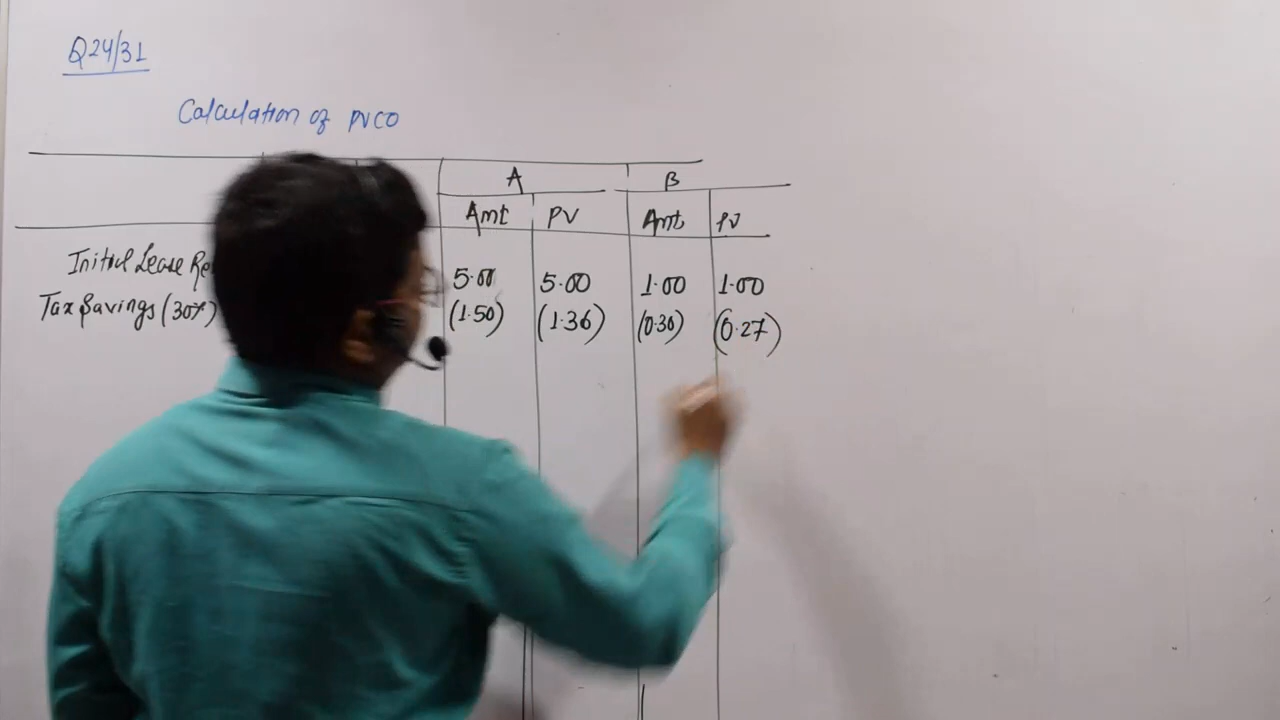 Q24/31
Calculation of PVCO
A B
Amt PV Amt PV
Initial Lease 5.00 5.00 1.00 1.00
Tax Savings (30%) (1.50) (1.36) (0.30) (0.27)